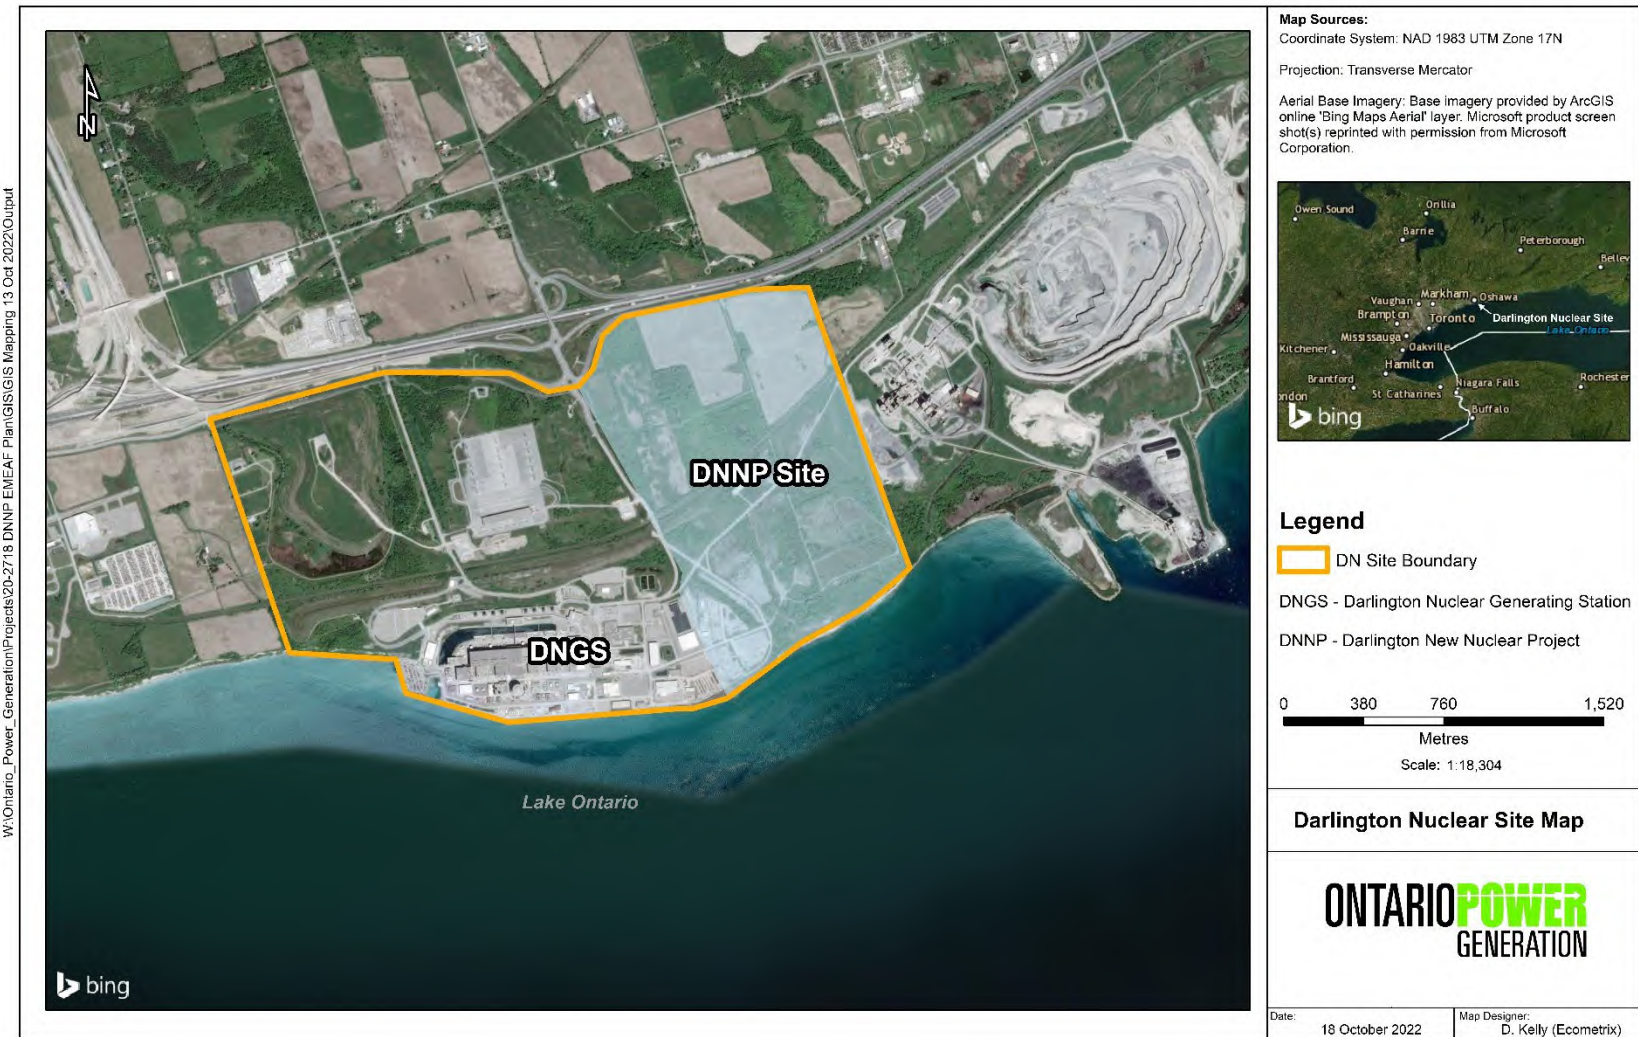 W:\Ontario_Power_Generation\Projects\20-2718 DNNP EMEAF Plan\GIS\GIS Mapping 13 Oct 2022\Output
N
DNNP Site
DNGS
Lake Ontario
bing
Map Sources:
Coordinate System: NAD 1983 UTM Zone 17N
Projection: Transverse Mercator
Aerial Base Imagery: Base imagery provided by ArcGIS
online 'Bing Maps Aerial' layer. Microsoft product screen
shot(s) reprinted with permission from Microsoft
Corporation.
Owen Sound
Orillia
Barrie
Peterborough
Bellev
Vaughan
Markham
Oshawa
Brampton
Toronto
Darlington Nuclear Site
Lake Ontario
Mississauga
Kitchener
Oakville
Hamilton
Brantford
Niagara Falls
Rochester
ondon
St Catharines
Buffalo
bing
Legend
DN Site Boundary
DNGS - Darlington Nuclear Generating Station
DNNP - Darlington New Nuclear Project
0 380 760 1,520
Metres
Scale: 1:18,304
Darlington Nuclear Site Map
ONTARIOPOWER
GENERATION
Date:
18 October 2022
Map Designer:
D. Kelly (Ecometrix)